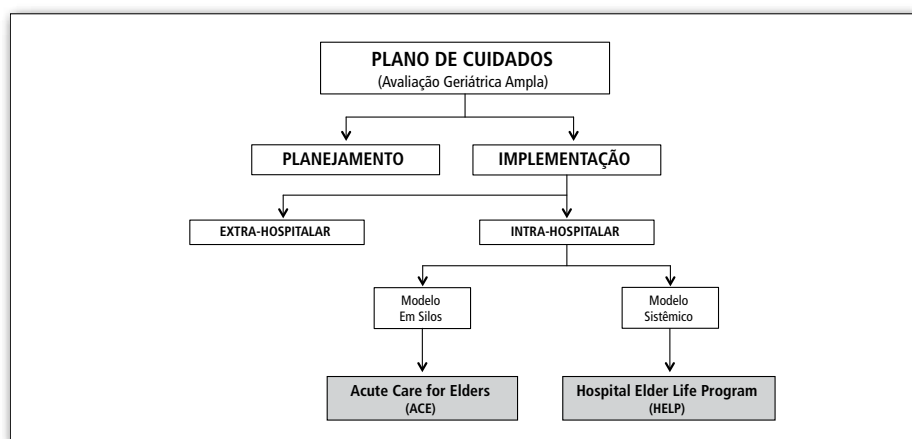 PLANO DE CUIDADOS
(Avaliação Geriátrica Ampla)
PLANEJAMENTO
IMPLEMENTAÇÃO
EXTRA-HOSPITALAR
INTRA-HOSPITALAR
Modelo
Em Silos
Modelo
Sistêmico
Acute Care for Elders
(ACE)
Hospital Elder Life Program
(HELP)